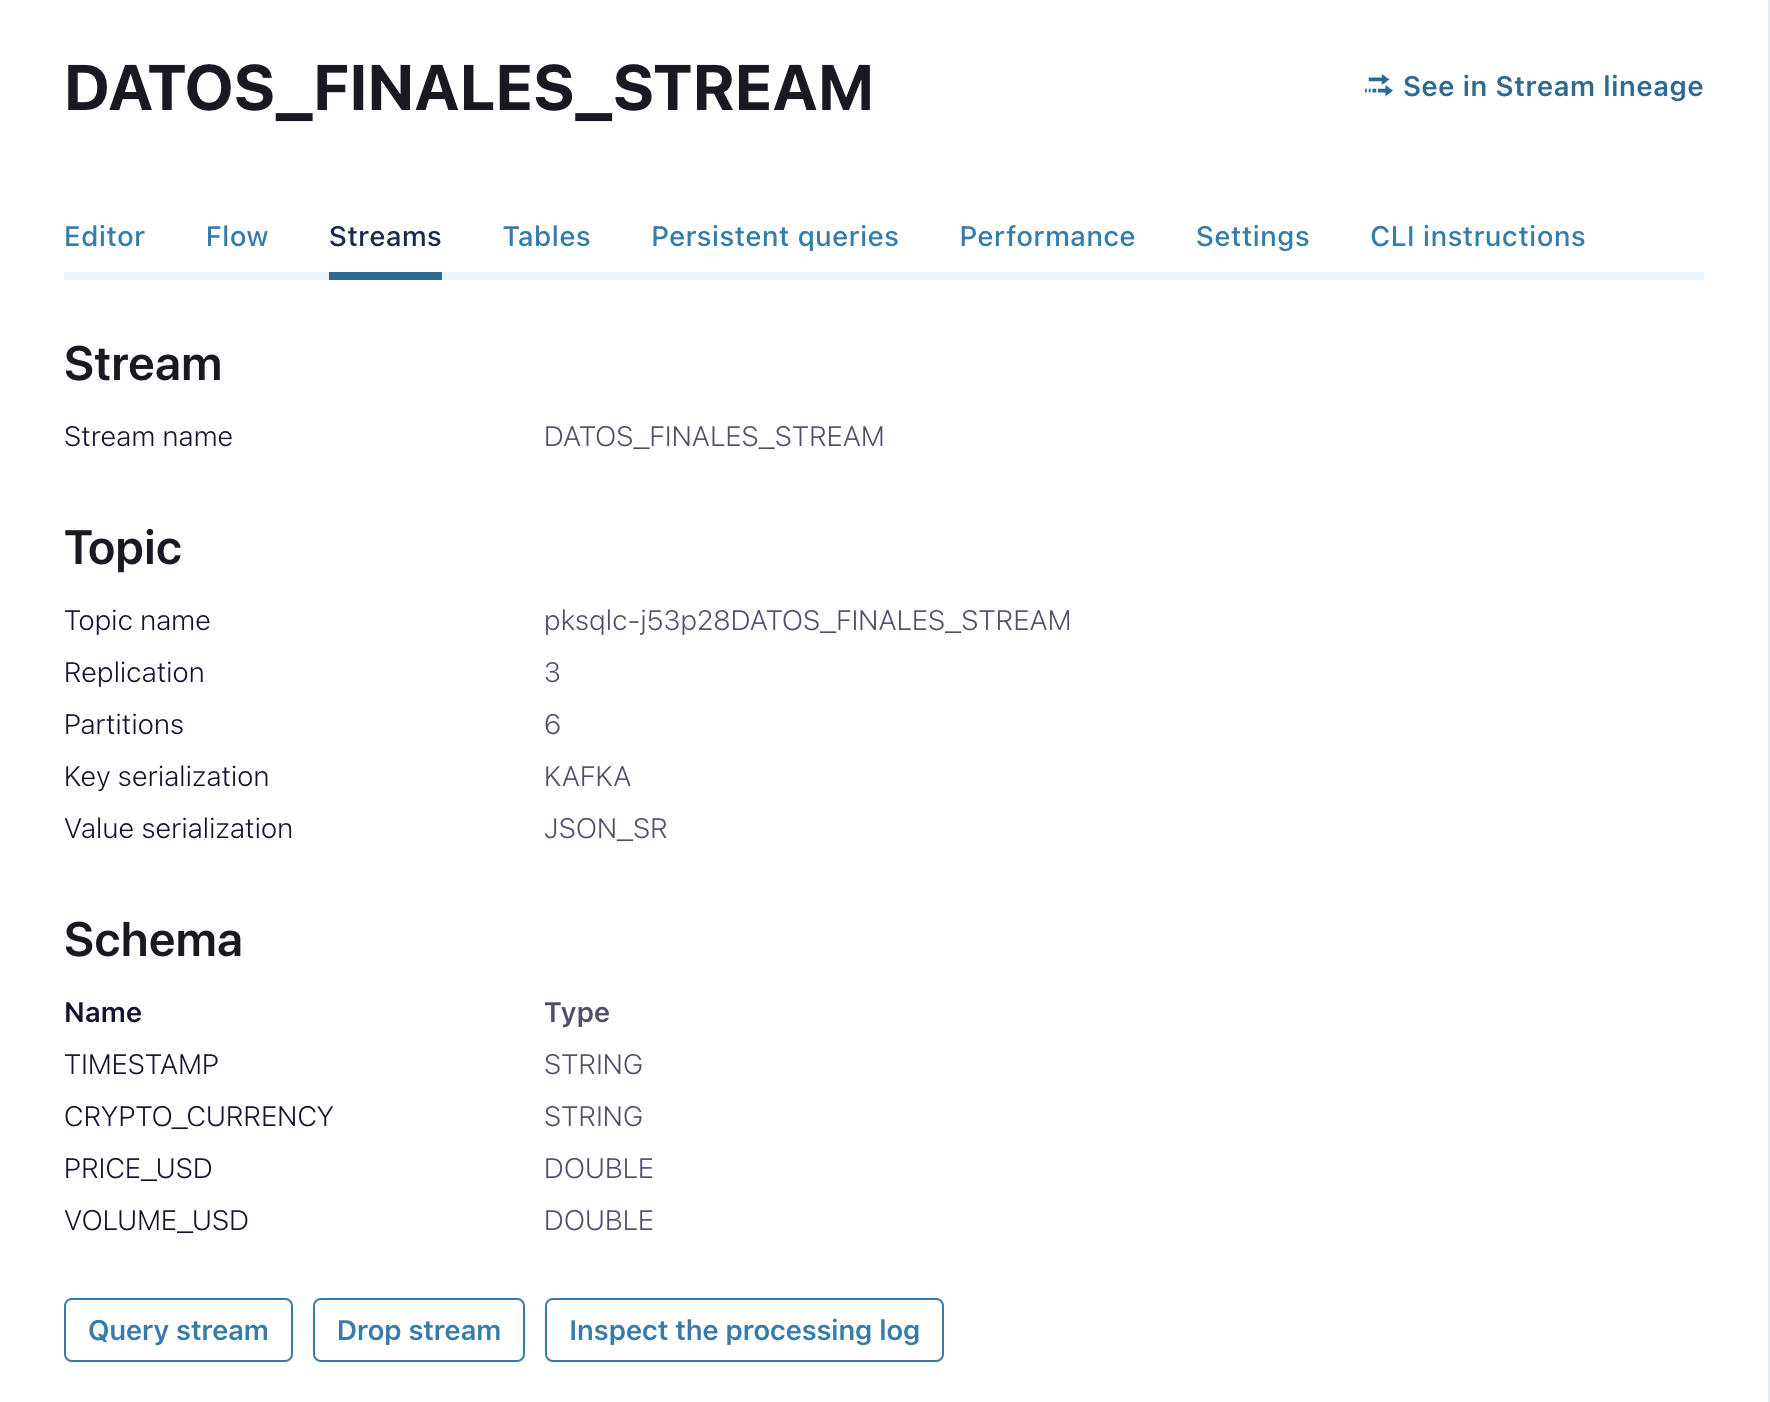 DATOS_FINALES_STREAM
See in Stream lineage
Editor Flow Streams Tables Persistent queries Performance Settings CLI instructions
Stream
Stream name DATOS_FINALES_STREAM
Topic
Topic name pksqlc-j53p28DATOS_FINALES_STREAM
Replication 3
Partitions 6
Key serialization KAFKA
Value serialization JSON_SR
Schema
Name Type
TIMESTAMP STRING
CRYPTO_CURRENCY STRING
PRICE_USD DOUBLE
VOLUME_USD DOUBLE
Query stream Drop stream Inspect the processing log